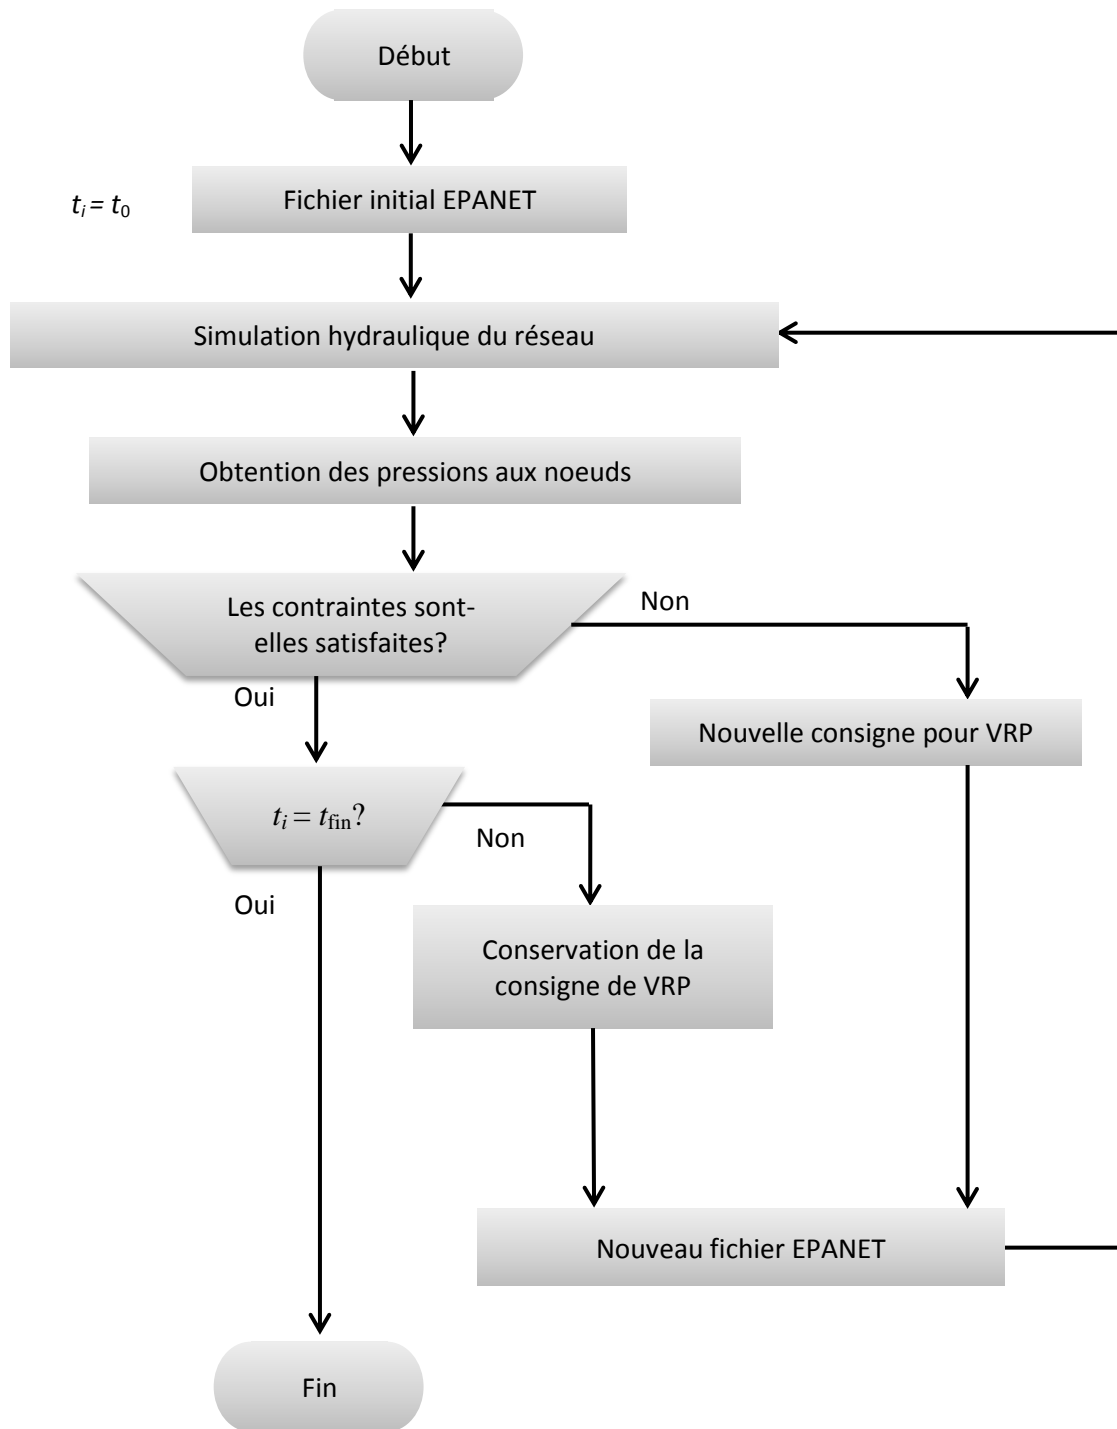 Début
Fichier initial EPANET
tᵢ = t₀
Simulation hydraulique du réseau
Obtention des pressions aux noeuds
Les contraintes sont-
elles satisfaites?
Non
Oui
Nouvelle consigne pour VRP
tᵢ = t_fin?
Non
Oui
Conservation de la
consigne de VRP
Nouveau fichier EPANET
Fin